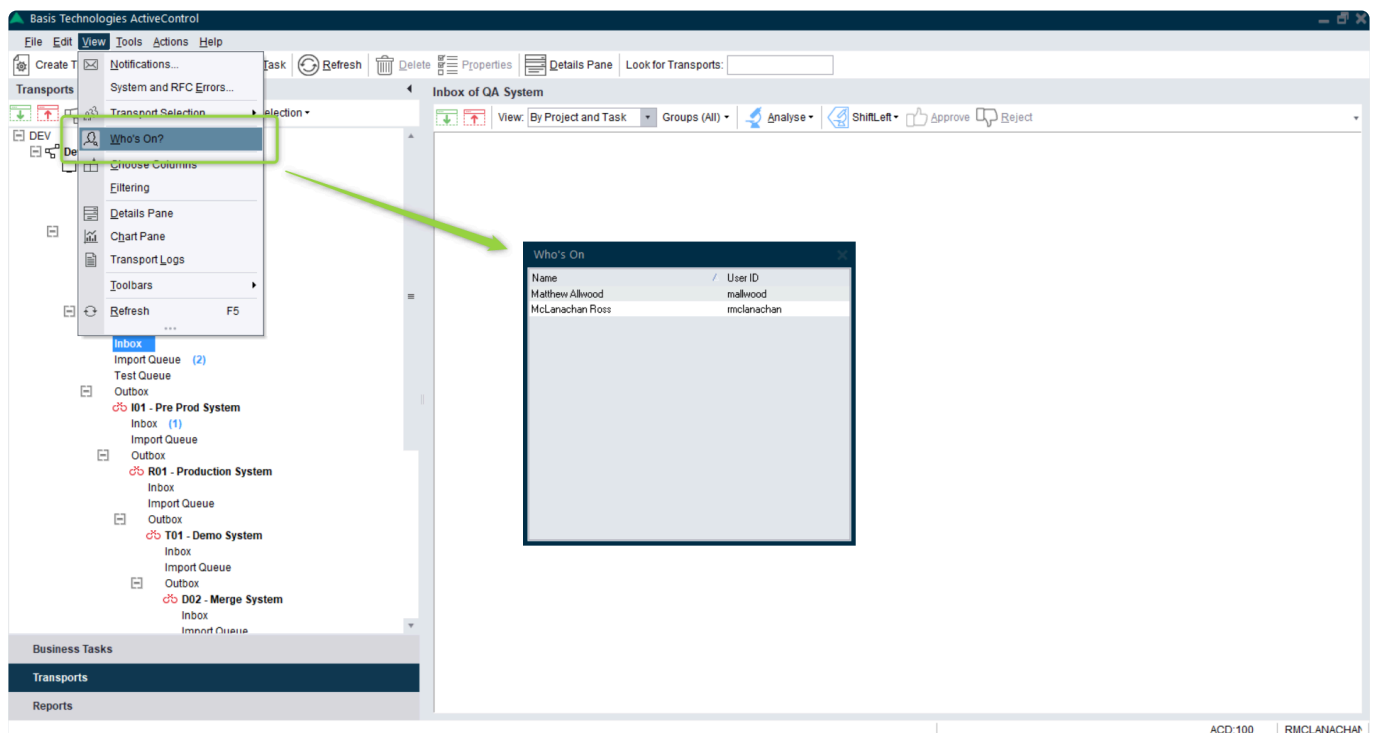 Basis Technologies ActiveControl
File Edit View Tools Actions Help
Create T Task Refresh Delete Properties Details Pane Look for Transports:
Notifications...
System and RFC Errors...
Transport Selection
Who's On?
Choose Columns
Filtering
Details Pane
Chart Pane
Transport Logs
Toolbars
Refresh F5
Transports
election
DEV
De
Inbox
Import Queue (2)
Test Queue
Outbox
I01 - Pre Prod System
Inbox (1)
Import Queue
Outbox
R01 - Production System
Inbox
Import Queue
Outbox
T01 - Demo System
Inbox
Import Queue
Outbox
D02 - Merge System
Inbox
Import Queue
Business Tasks
Transports
Reports
Inbox of QA System
View: By Project and Task Groups (All) Analyse ShiftLeft Approve Reject
Who's On
Name / User ID
Matthew Allwood mallwood
McLanachan Ross rmclanachan
ACD:100 RMCLANACHAN